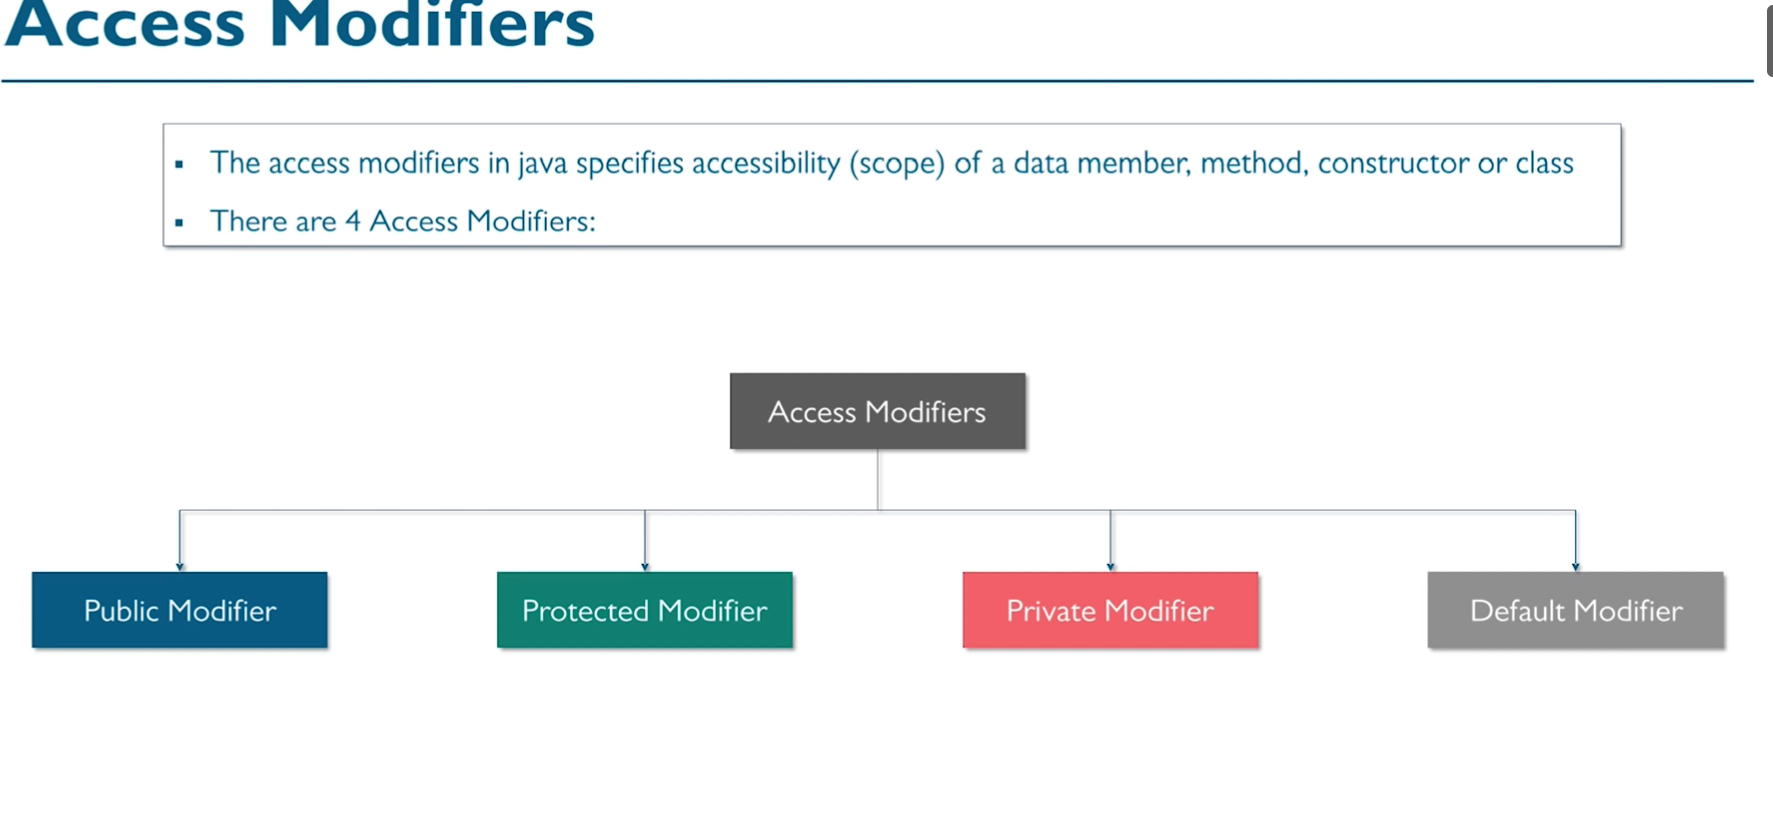 Access Modifiers
▪ The access modifiers in java specifies accessibility (scope) of a data member, method, constructor or class
▪ There are 4 Access Modifiers:
Access Modifiers
Public Modifier
Protected Modifier
Private Modifier
Default Modifier